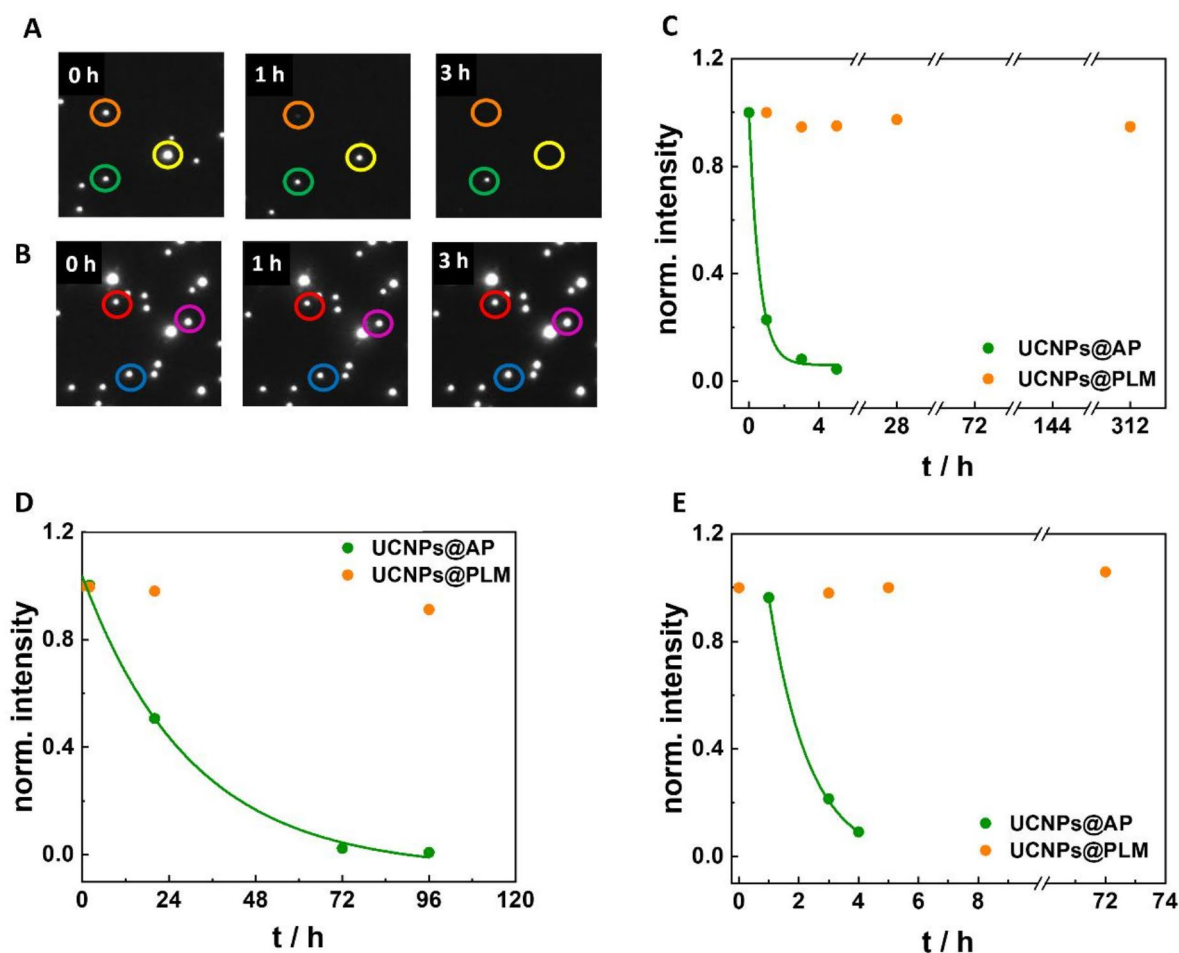 A
0 h
1 h
3 h
B
0 h
1 h
3 h
C
norm. intensity
1.2
0.8
0.4
0.0
UCNPs@AP
UCNPs@PLM
0 4 28 72 144 312
t / h
D
norm. intensity
1.2
0.8
0.4
0.0
UCNPs@AP
UCNPs@PLM
0 24 48 72 96 120
t / h
E
norm. intensity
1.2
0.8
0.4
0.0
UCNPs@AP
UCNPs@PLM
0 2 4 6 8 72 74
t / h